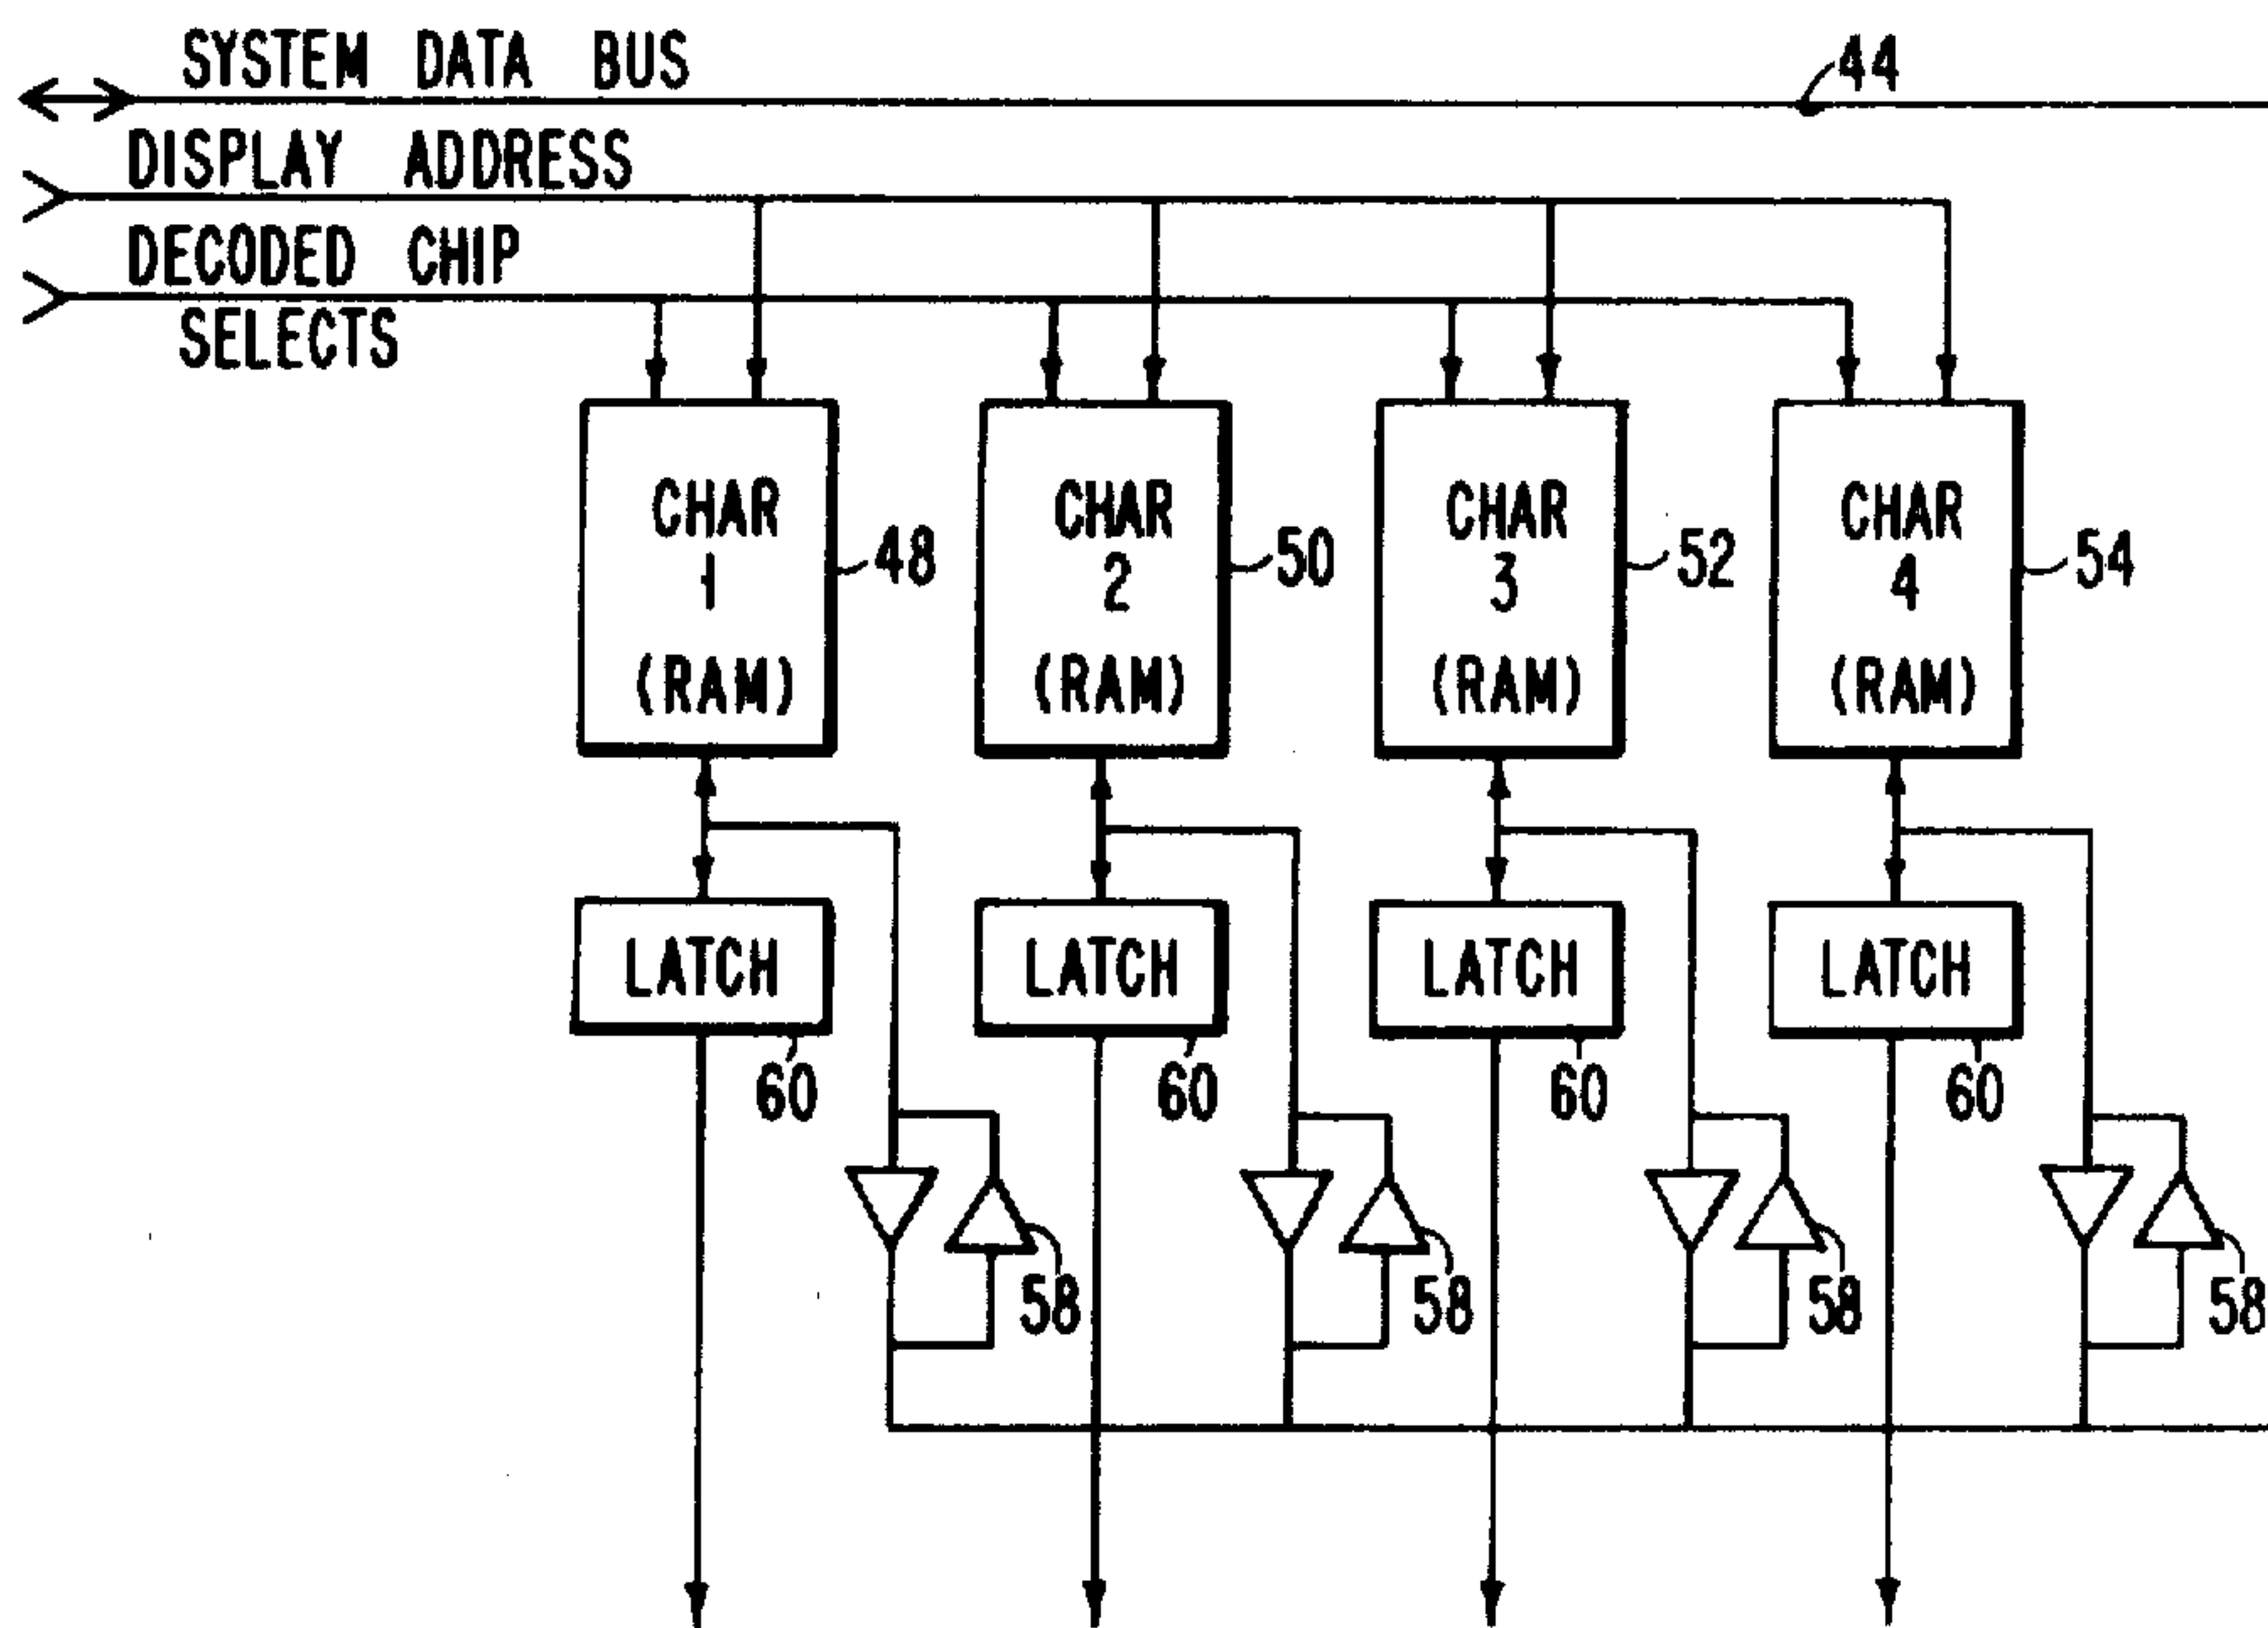 SYSTEM DATA BUS
44
DISPLAY ADDRESS
DECODED CHIP
SELECTS
CHAR
1
(RAM)
48
CHAR
2
(RAM)
50
CHAR
3
(RAM)
52
CHAR
4
(RAM)
54
LATCH
60
LATCH
60
LATCH
60
LATCH
60
58
58
58
58